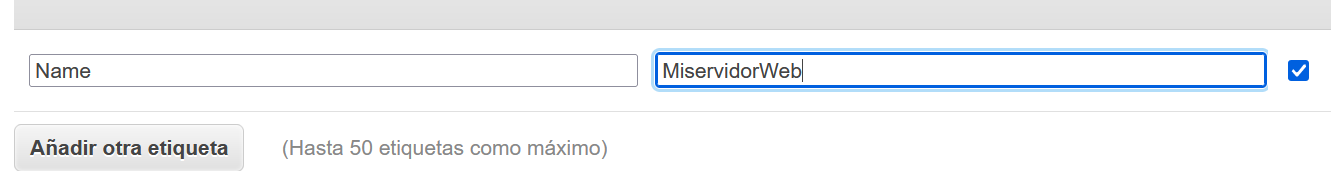 Name MiservidorWeb
Añadir otra etiqueta (Hasta 50 etiquetas como máximo)